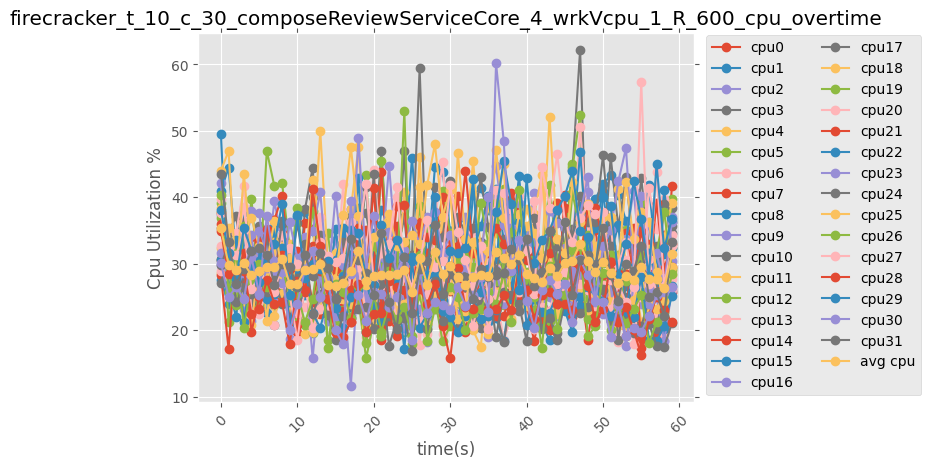 firecracker_t_10_c_30_composeReviewServiceCore_4_wrkVcpu_1_R_600_cpu_overtime
Cpu Utilization %
60
50
40
30
20
10
0
10
20
30
40
50
60
time(s)
cpu0
cpu1
cpu2
cpu3
cpu4
cpu5
cpu6
cpu7
cpu8
cpu9
cpu10
cpu11
cpu12
cpu13
cpu14
cpu15
cpu16
cpu17
cpu18
cpu19
cpu20
cpu21
cpu22
cpu23
cpu24
cpu25
cpu26
cpu27
cpu28
cpu29
cpu30
cpu31
avg cpu